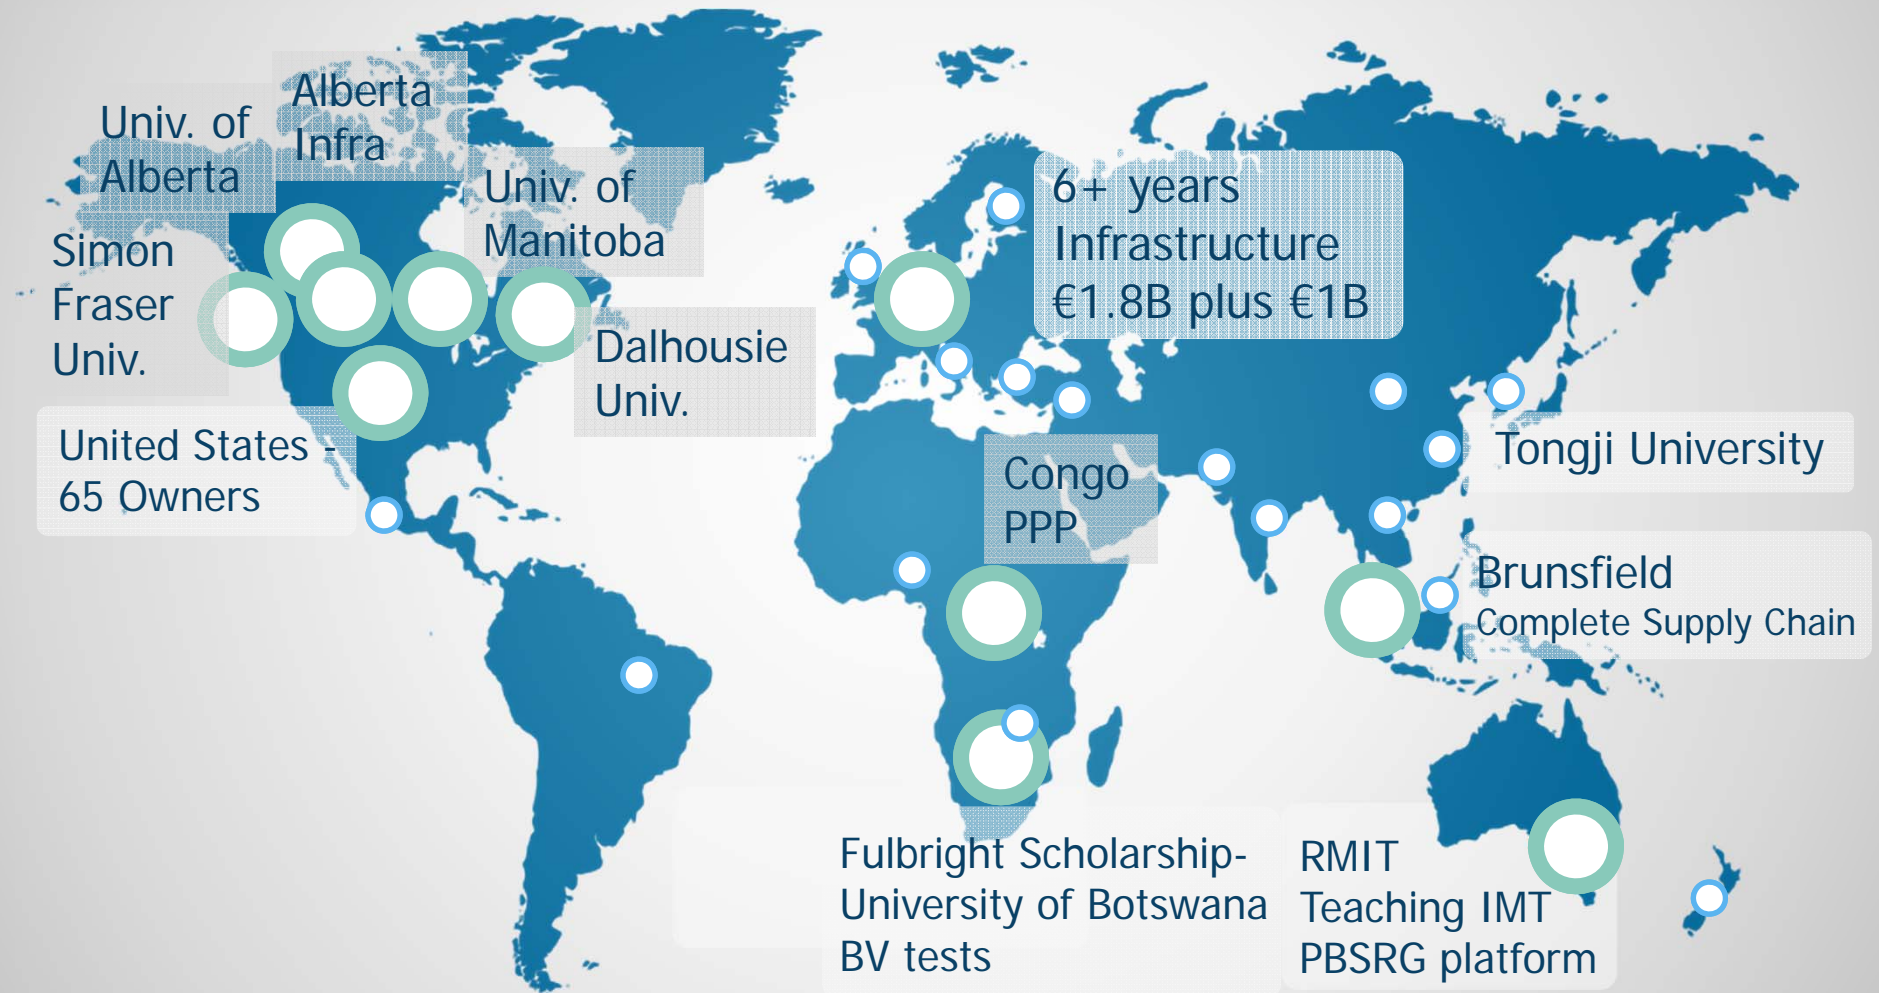 Alberta
Infra
Univ. of
Alberta
Univ. of
Manitoba
Simon
Fraser
Univ.
6+ years
Infrastructure
€1.8B plus €1B
Dalhousie
Univ.
United States -
65 Owners
Congo
PPP
Tongji University
Brunsfield
Complete Supply Chain
Fulbright Scholarship-
University of Botswana
BV tests
RMIT
Teaching IMT
PBSRG platform